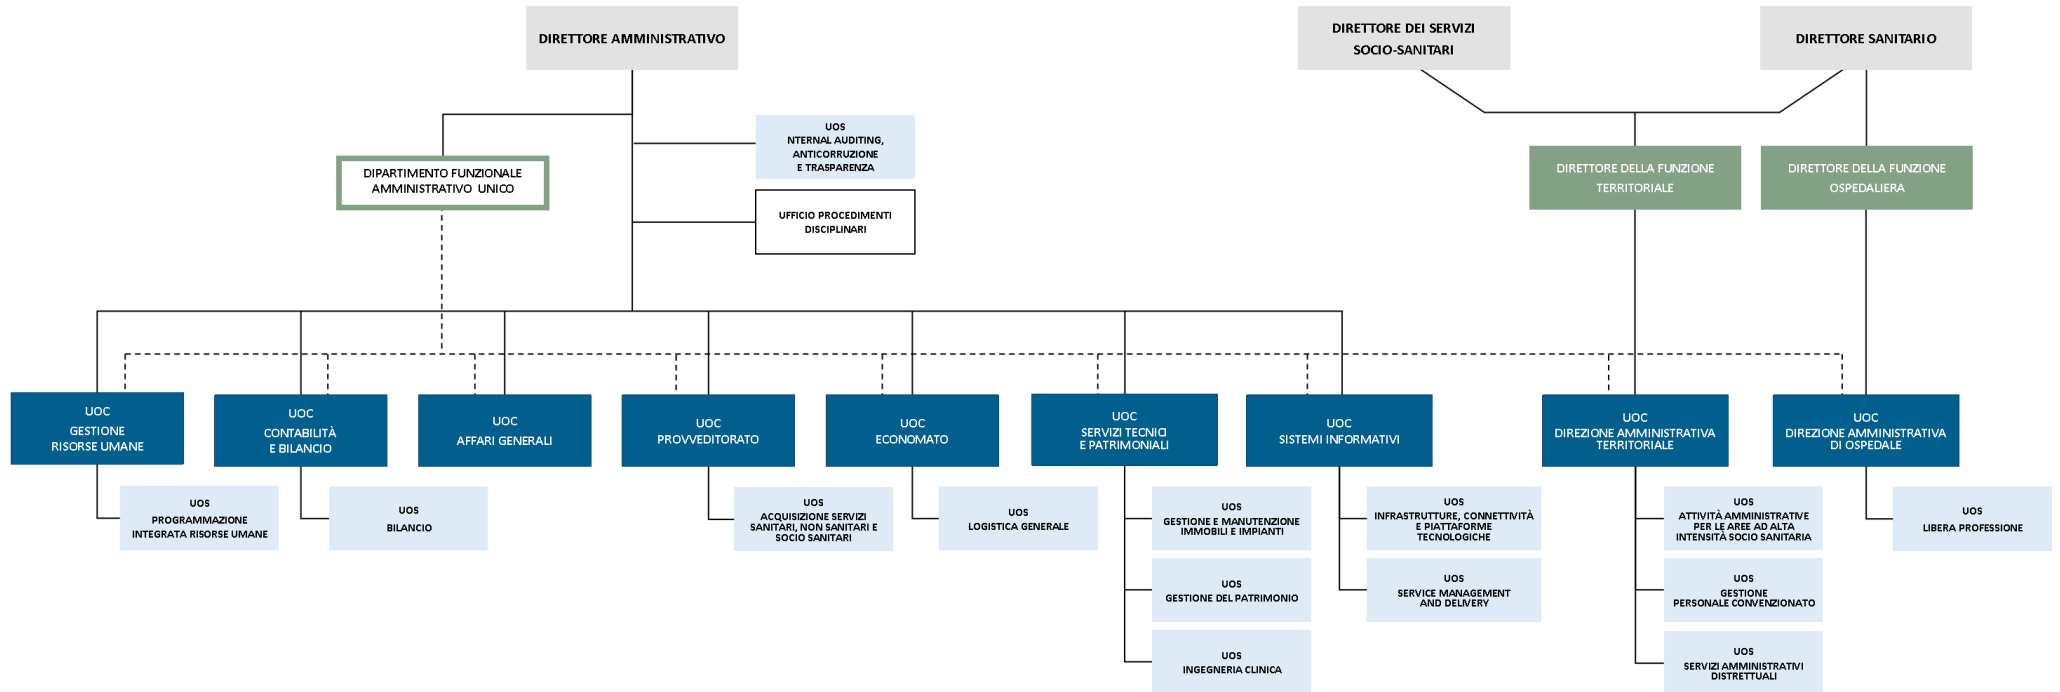 DIRETTORE AMMINISTRATIVO
DIRETTORE DEI SERVIZI
SOCIO-SANITARI
DIRETTORE SANITARIO
UOS
NTERNAL AUDITING,
ANTICORRUZIONE
E TRASPARENZA
DIPARTIMENTO FUNZIONALE
AMMINISTRATIVO UNICO
DIRETTORE DELLA FUNZIONE
TERRITORIALE
DIRETTORE DELLA FUNZIONE
OSPEDALIERA
UFFICIO PROCEDIMENTI
DISCIPLINARI
UOC
GESTIONE
RISORSE UMANE
UOC
CONTABILITÀ
E BILANCIO
UOC
AFFARI GENERALI
UOC
PROVVEDITORATO
UOC
ECONOMATO
UOC
SERVIZI TECNICI
E PATRIMONIALI
UOC
SISTEMI INFORMATIVI
UOC
DIREZIONE AMMINISTRATIVA
TERRITORIALE
UOC
DIREZIONE AMMINISTRATIVA
DI OSPEDALE
UOS
PROGRAMMAZIONE
INTEGRATA RISORSE UMANE
UOS
BILANCIO
UOS
ACQUISIZIONE SERVIZI
SANITARI, NON SANITARI E
SOCIO SANITARI
UOS
LOGISTICA GENERALE
UOS
GESTIONE E MANUTENZIONE
IMMOBILI E IMPIANTI
UOS
INFRASTRUTTURE, CONNETTIVITÀ
E PIATTAFORME
TECNOLOGICHE
UOS
ATTIVITÀ AMMINISTRATIVE
PER LE AREE AD ALTA
INTENSITÀ SOCIO SANITARIA
UOS
LIBERA PROFESSIONE
UOS
GESTIONE DEL PATRIMONIO
UOS
SERVICE MANAGEMENT
AND DELIVERY
UOS
GESTIONE
PERSONALE CONVENZIONATO
UOS
INGEGNERIA CLINICA
UOS
SERVIZI AMMINISTRATIVI
DISTRETTUALI